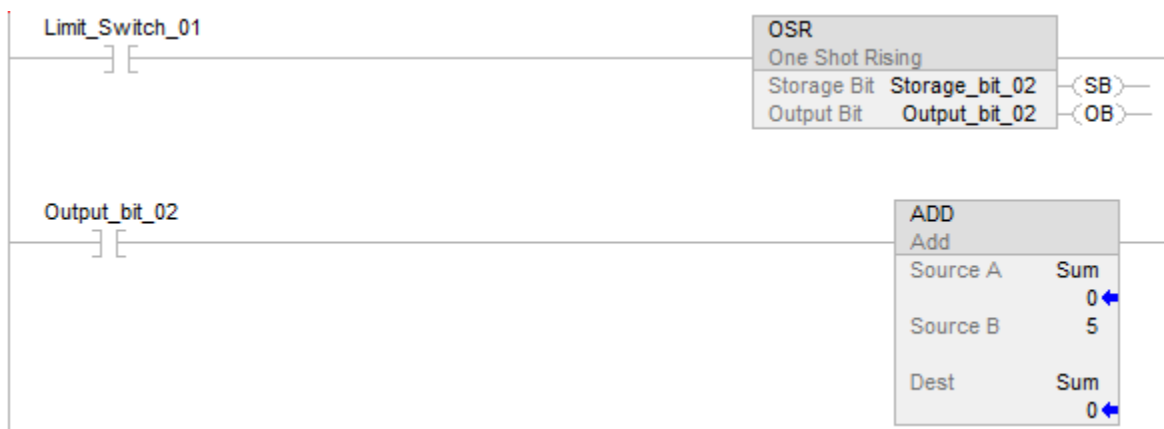 Limit_Switch_01
OSR
One Shot Rising
Storage Bit Storage_bit_02 SB
Output Bit Output_bit_02 OB
Output_bit_02
ADD
Add
Source A Sum
0
Source B 5
Dest Sum
0